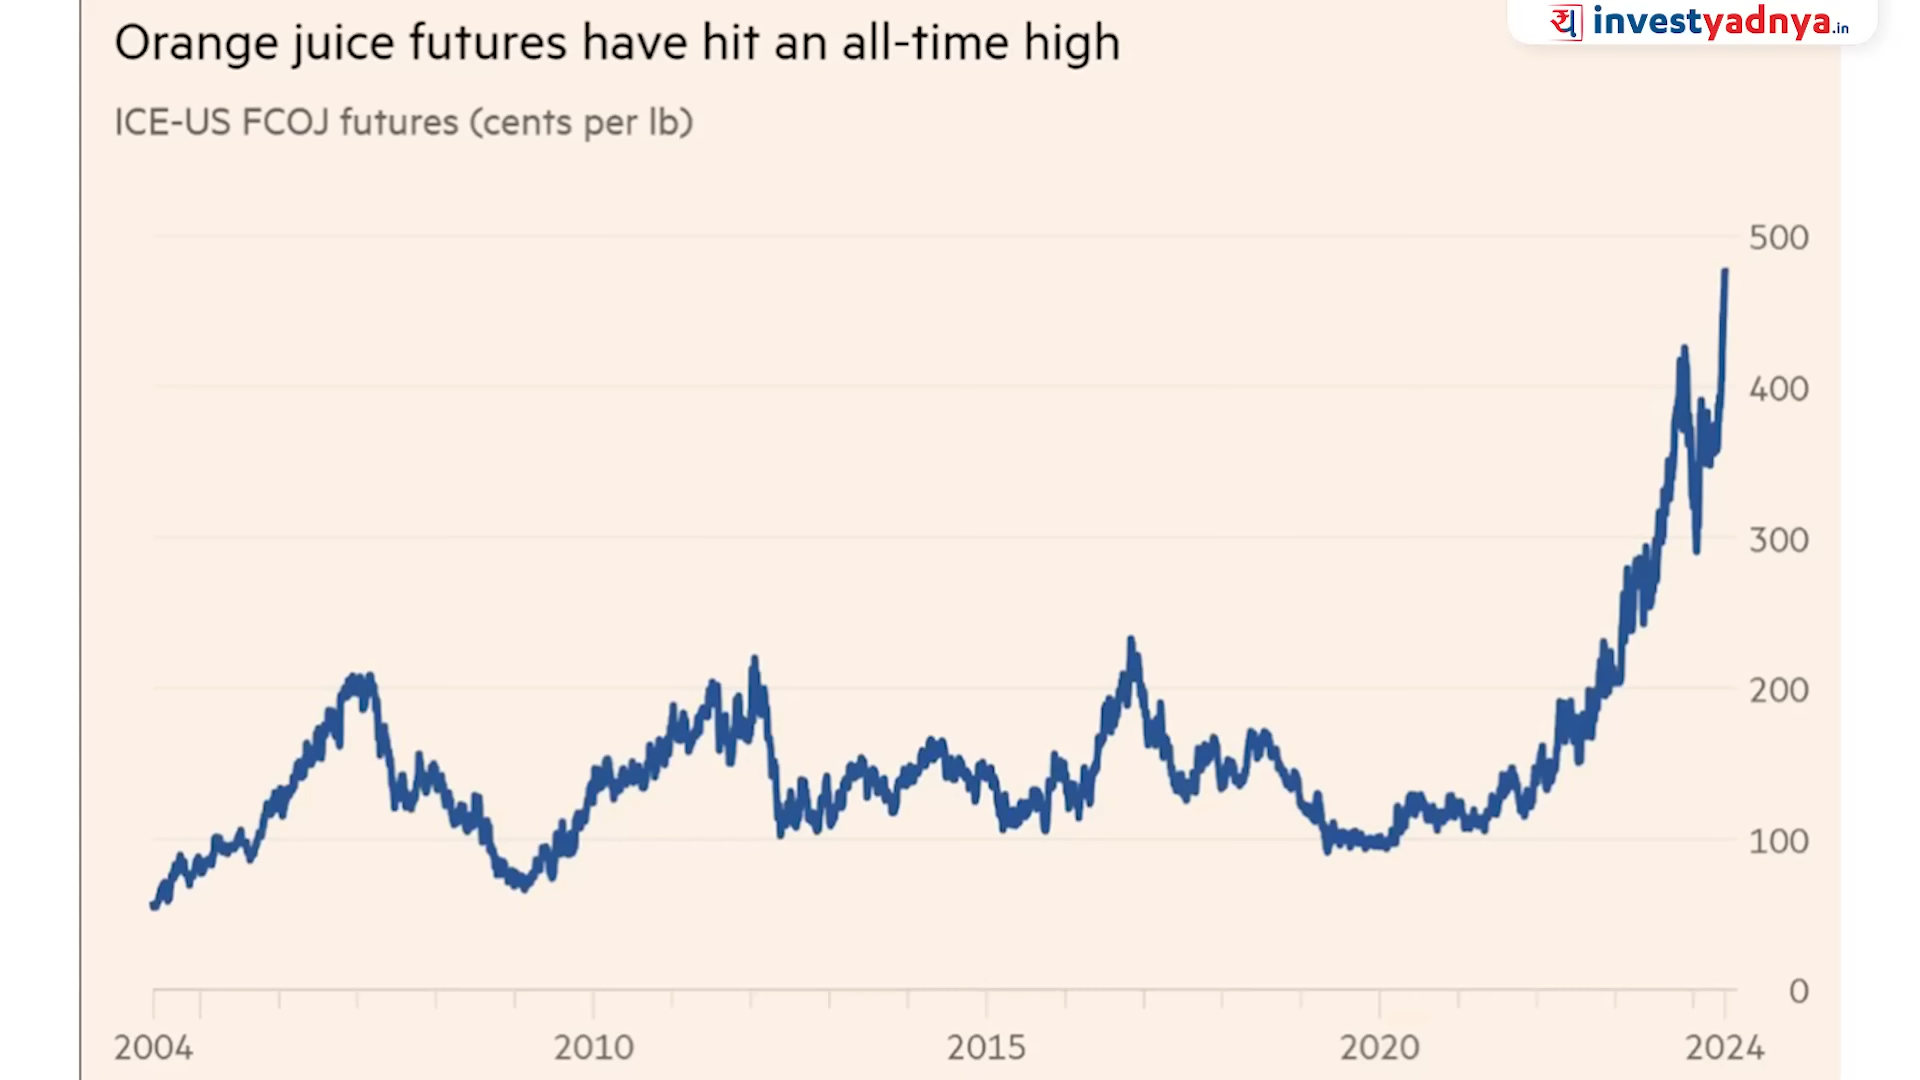 Orange juice futures have hit an all-time high
यु investyadnya.in
ICE-US FCOJ futures (cents per lb)
500
400
300
200
100
0
2004 2010 2015 2020 2024